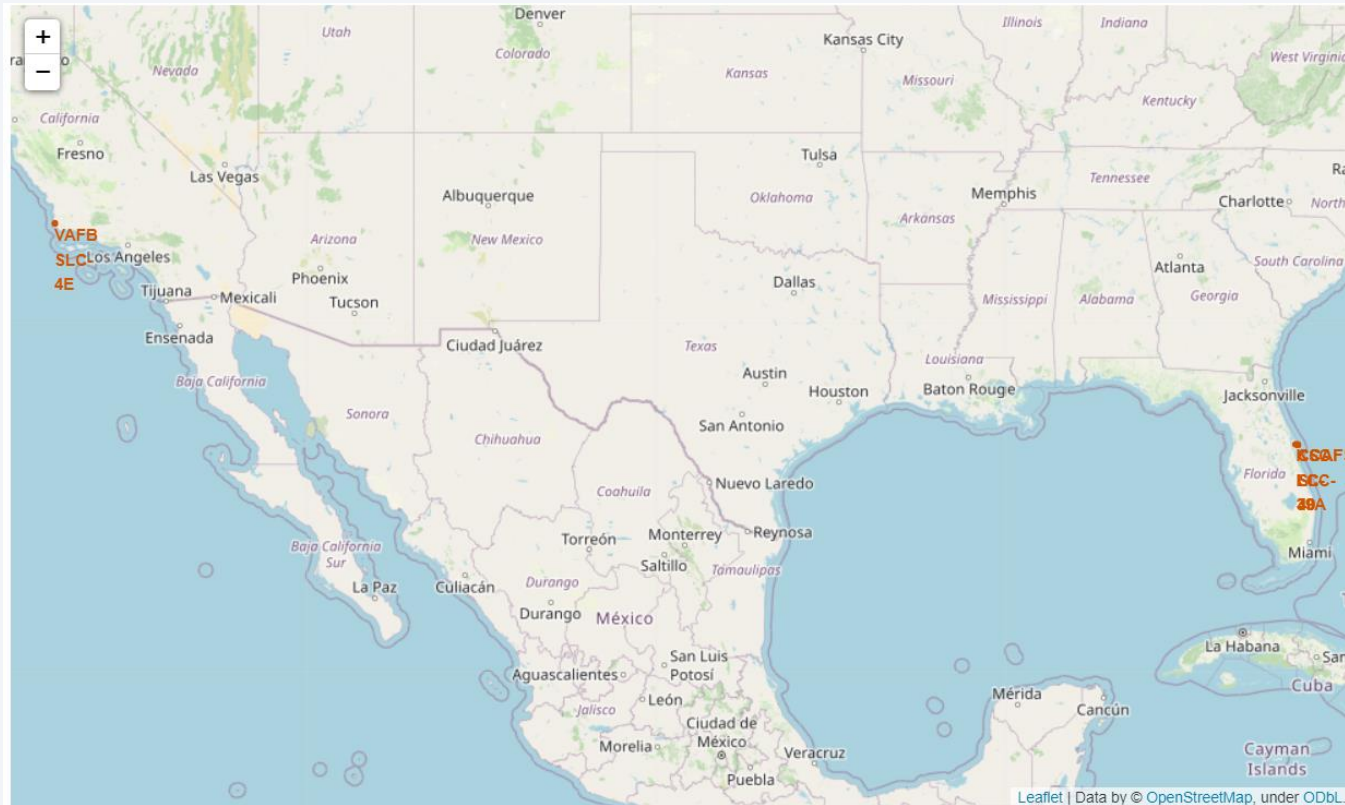 +
−
Denver
Utah
Colorado
Nevada
California
Fresno
Las Vegas
Kansas City
Kansas
Missouri
Illinois
Indiana
West Virginia
Kentucky
Tulsa
Oklahoma
Memphis
Tennessee
Charlotte
North
Albuquerque
New Mexico
Arizona
Arkansas
VAFB
SLC-
4E
Los Angeles
Phoenix
Tucson
Tijuana
Mexicali
Ensenada
Dallas
Atlanta
South Carolina
Mississippi
Alabama
Georgia
Ciudad Juárez
Texas
Louisiana
Austin
Houston
Baton Rouge
Jacksonville
San Antonio
Baja California
Sonora
Chihuahua
Coahuila
Nuevo Laredo
Florida
Reynosa
Torreón
Monterrey
Saltillo
Miami
Baja California
Sur
La Paz
Culiacán
Durango
Tamaulipas
Durango
México
La Habana
San Luis
Potosí
Aguascalientes
León
Jalisco
Cuba
Mérida
Cancún
Ciudad de
México
Morelia
Veracruz
Puebla
Cayman
Islands
Leaflet | Data by © OpenStreetMap, under ODbL.